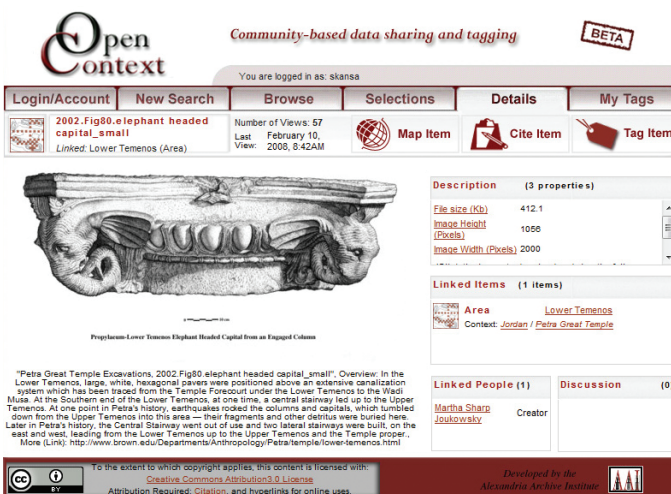 Open Context
Community-based data sharing and tagging
BETA
You are logged in as: skansa
Login/Account New Search Browse Selections Details My Tags
2002.Fig80.elephant headed
capital_small
Linked: Lower Temenos (Area)
Number of Views: 57
Last View: February 10, 2008, 8:42AM
Map Item
Cite Item
Tag Item
Propylaeum-Lower Temenos Elephant Headed Capital from an Engaged Column
"Petra Great Temple Excavations, 2002.Fig80.elephant headed capital_small", Overview: In the
Lower Temenos, large, white, hexagonal pavers were positioned above an extensive canalization
system which has been traced from the Temple Forecourt under the Lower Temenos to the Wadi
Musa. At the Southern end of the Lower Temenos, at one time, a central stairway led up to the Upper
Temenos. At one point in Petra's history, earthquakes rocked the columns and capitals, which tumbled
down from the Upper Temenos into this area — their fragments and other detritus were buried here.
Later in Petra's history, the Central Stairway went out of use and two lateral stairways were built, on the
east and west, leading from the Lower Temenos up to the Upper Temenos and the Temple proper.,
More (Link): http://www.brown.edu/Departments/Anthropology/Petra/temple/lower-temenos.html
Description (3 properties)
File size (Kb) 412.1
Image Height (Pixels) 1056
Image Width (Pixels) 2000
Linked Items (1 items)
Area Lower Temenos
Context: Jordan / Petra Great Temple
Linked People (1)
Martha Sharp
Joukowsky
Creator
Discussion (0
cc BY
To the extent to which copyright applies, this content is licensed with:
Creative Commons Attribution3.0 License
Attribution Required: Citation, and hyperlinks for online uses.
Developed by the
Alexandria Archive Institute
AAI